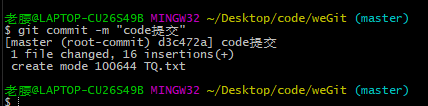 老腰@LAPTOP-CU26S49B MINGW32 ~/Desktop/code/weGit (master)
$ git commit -m "code提交"
[master (root-commit) d3c472a] code提交
1 file changed, 16 insertions(+)
create mode 100644 TQ.txt
老腰@LAPTOP-CU26S49B MINGW32 ~/Desktop/code/weGit (master)
$